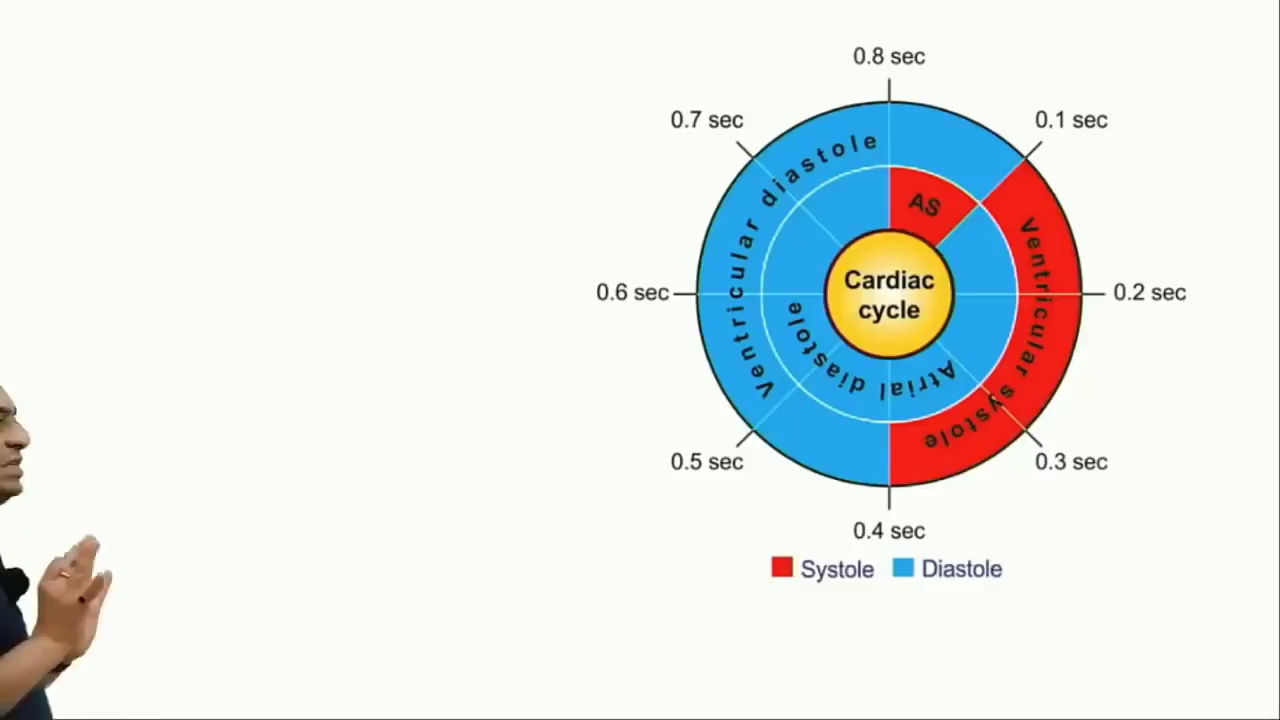 0.8 sec
0.7 sec
0.1 sec
Ventricular diastole
AS
Ventricular systole
Cardiac
cycle
0.6 sec
0.2 sec
Atrial diastole
0.5 sec
0.3 sec
0.4 sec
Systole
Diastole